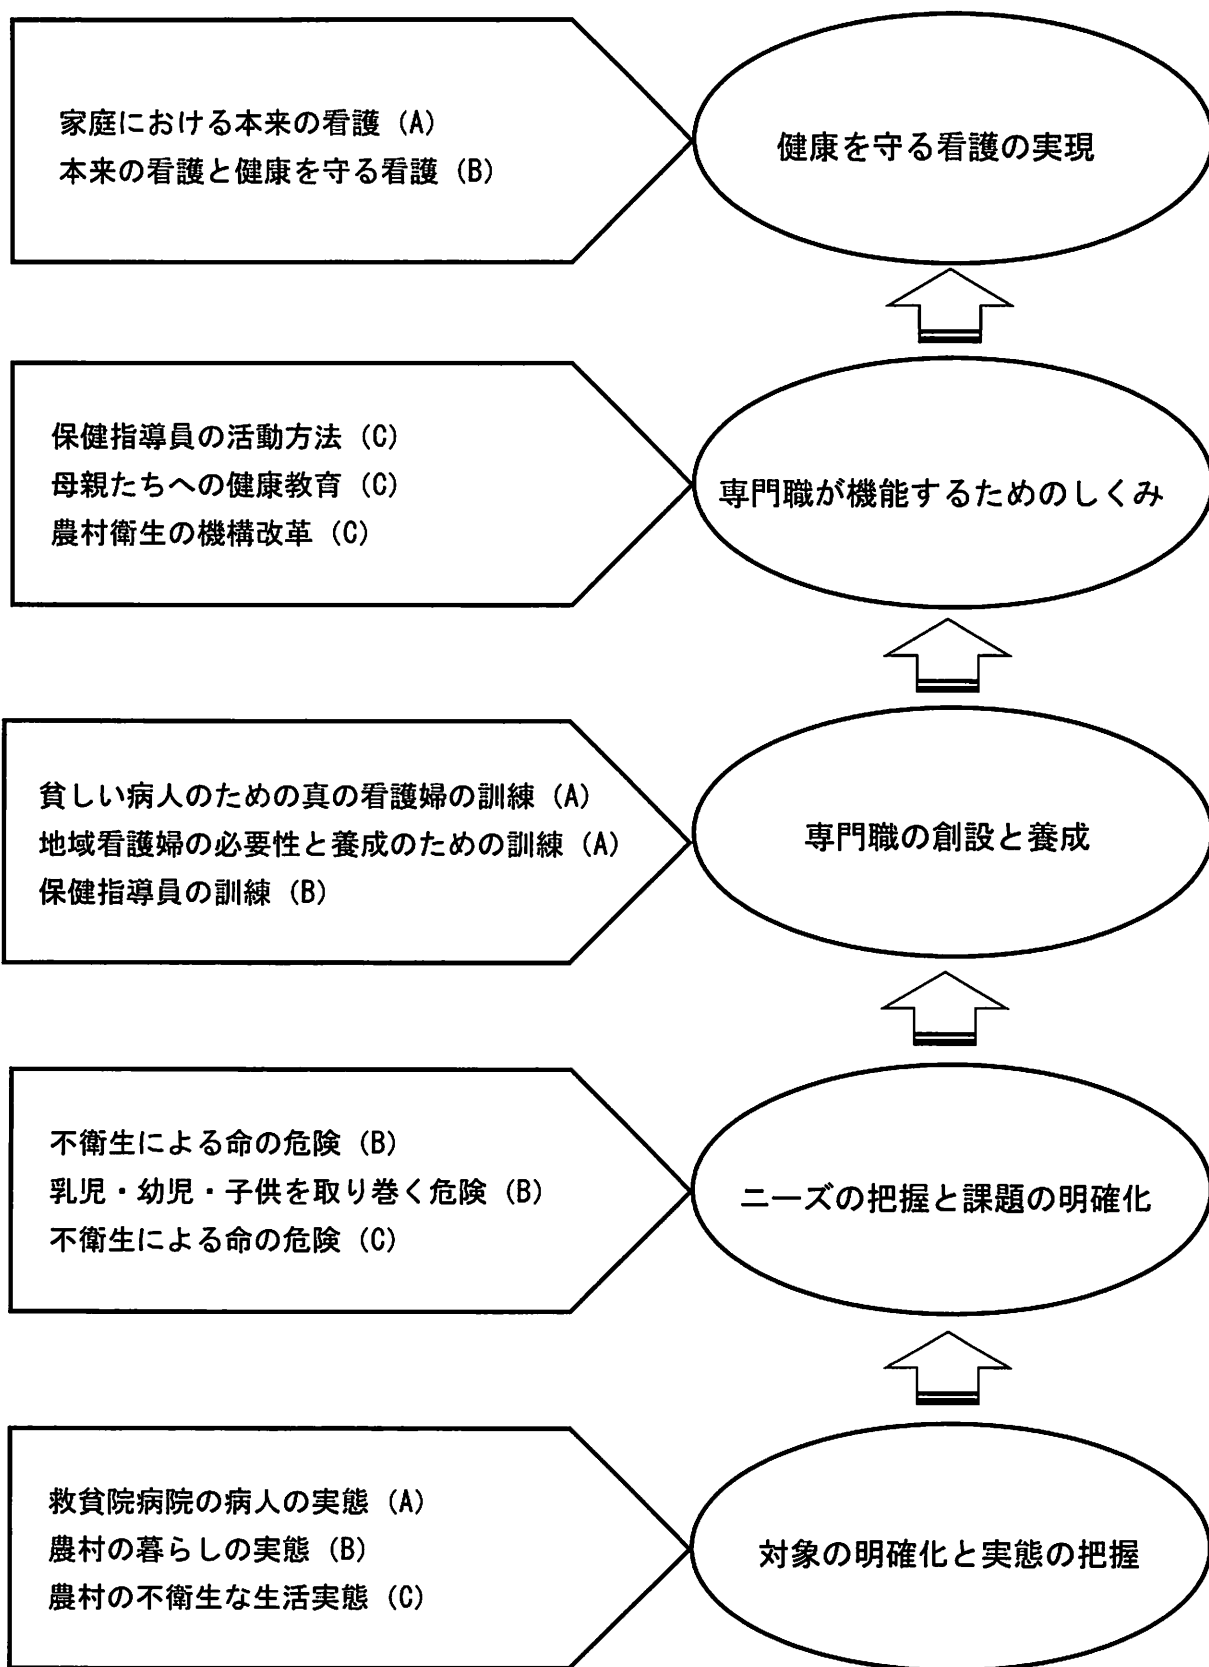 家庭における本来の看護 (A)
本来の看護と健康を守る看護 (B)
健康を守る看護の実現
保健指導員の活動方法 (C)
母親たちへの健康教育 (C)
農村衛生の機構改革 (C)
専門職が機能するためのしくみ
貧しい病人のための真の看護婦の訓練 (A)
地域看護婦の必要性と養成のための訓練 (A)
保健指導員の訓練 (B)
専門職の創設と養成
不衛生による命の危険 (B)
乳児・幼児・子供を取り巻く危険 (B)
不衛生による命の危険 (C)
ニーズの把握と課題の明確化
救貧院病院の病人の実態 (A)
農村の暮らしの実態 (B)
農村の不衛生な生活実態 (C)
対象の明確化と実態の把握